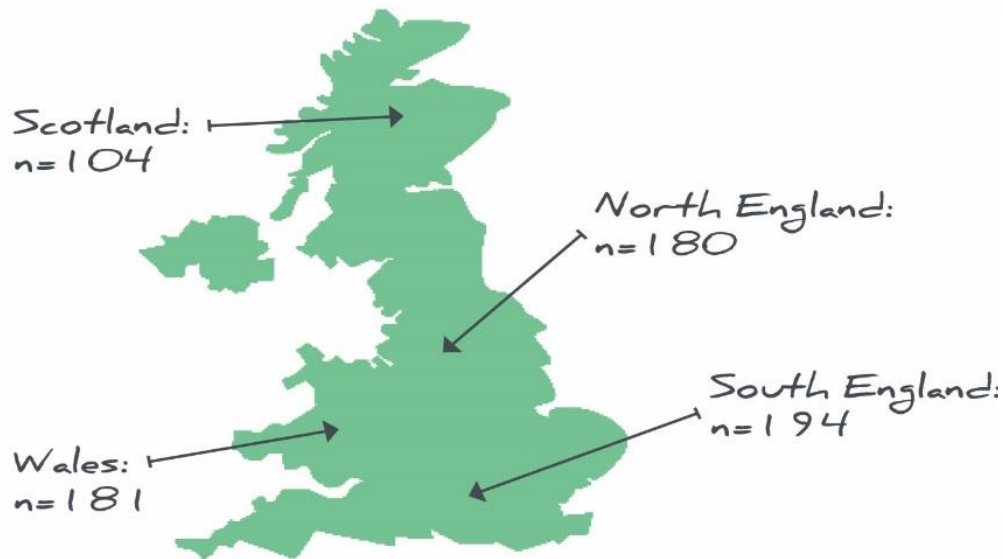 Scotland:
n=104
North England:
n=180
South England:
n=194
Wales:
n=181